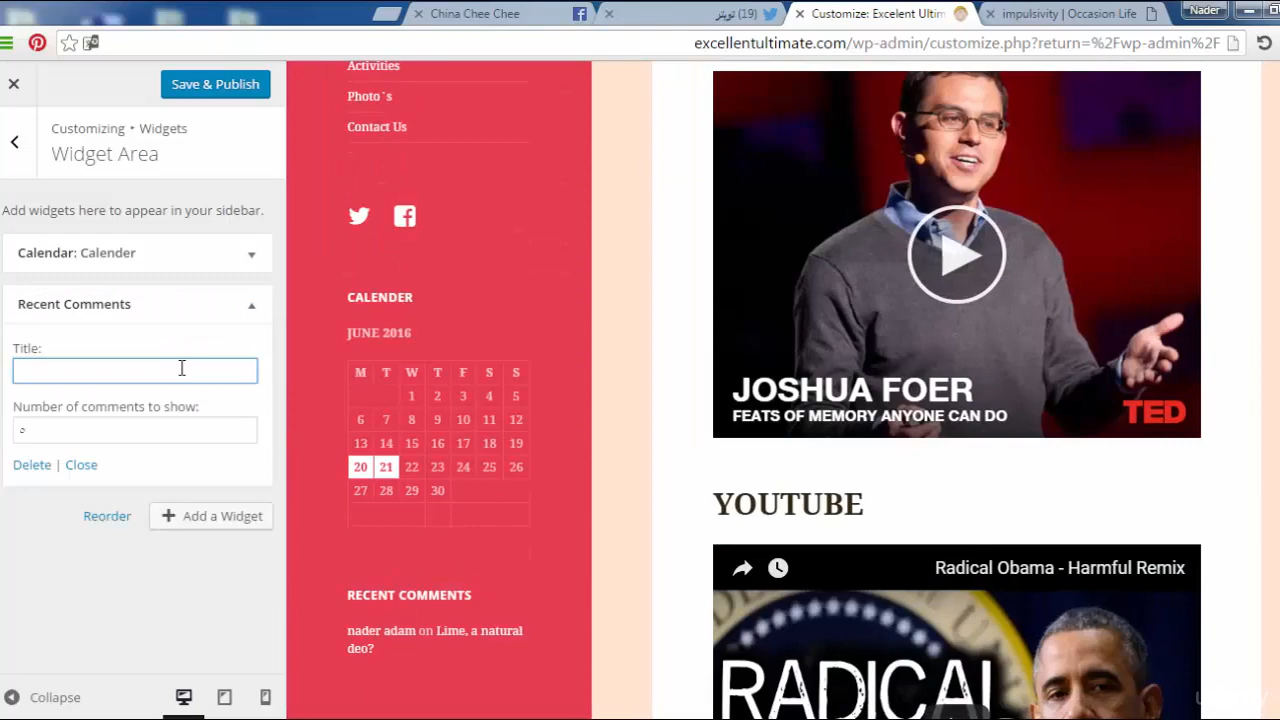 China Chee Chee
(19) تويتر
Customize: Excelent Ultim
impulsivity | Occasion Life
Nader
excellentultimate.com/wp-admin/customize.php?return=%2Fwp-admin%2F
Save & Publish
Customizing • Widgets
Widget Area
Add widgets here to appear in your sidebar.
Calendar: Calender
Recent Comments
Title:
Number of comments to show:
Delete | Close
Reorder
Add a Widget
Collapse
Activities
Photo`s
Contact Us
CALENDER
JUNE 2016
M T W T F S S
1 2 3 4 5
6 7 8 9 10 11 12
13 14 15 16 17 18 19
20 21 22 23 24 25 26
27 28 29 30
RECENT COMMENTS
nader adam on Lime, a natural
deo?
JOSHUA FOER
FEATS OF MEMORY ANYONE CAN DO
TED
YOUTUBE
Radical Obama - Harmful Remix
RADICAL